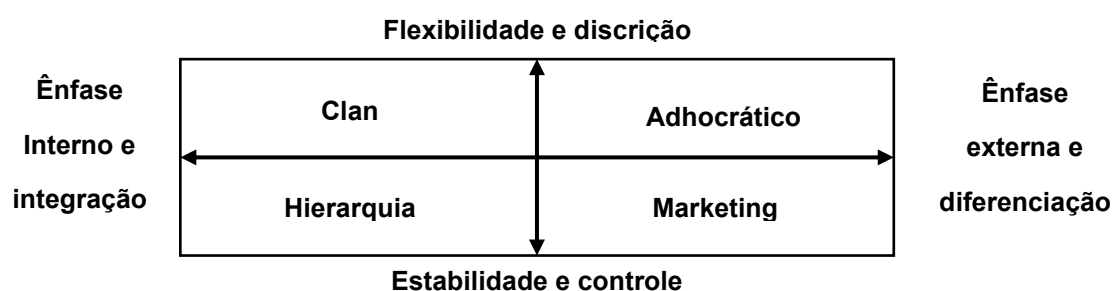 Flexibilidade e discrição
Ênfase
Interno e
integração
Clan
Adhocrático
Hierarquia
Marketing
Ênfase
externa e
diferenciação
Estabilidade e controle